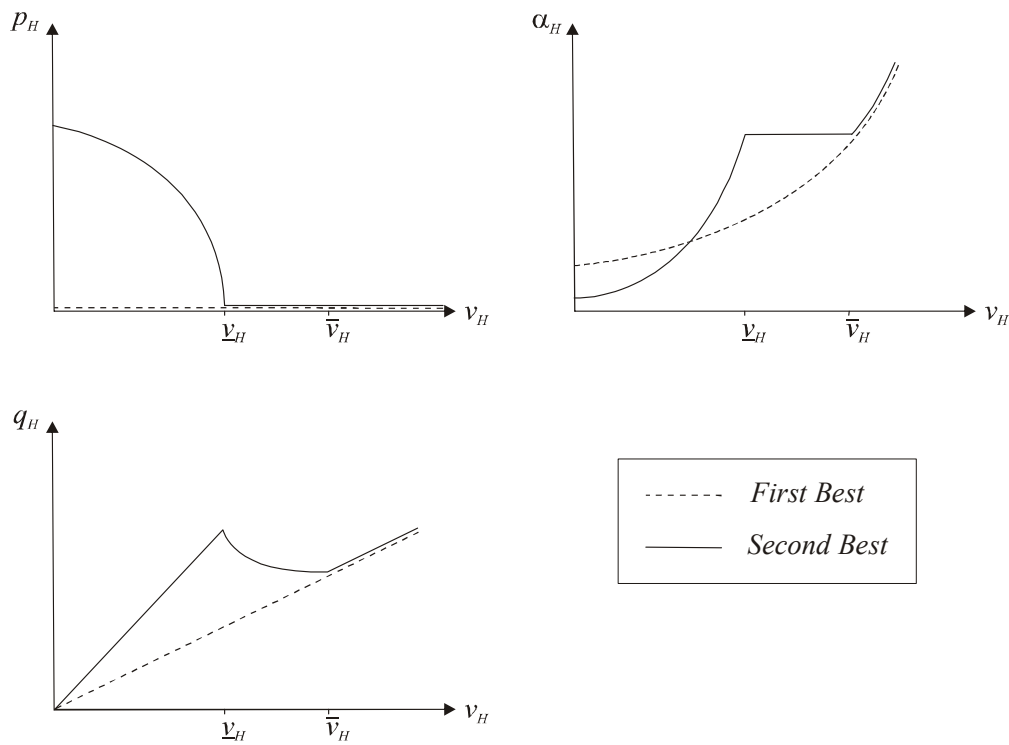 p_H
v_H
v̲_H
v̅_H
α_H
v_H
v̲_H
v̅_H
q_H
v_H
v̲_H
v̅_H
First Best
Second Best